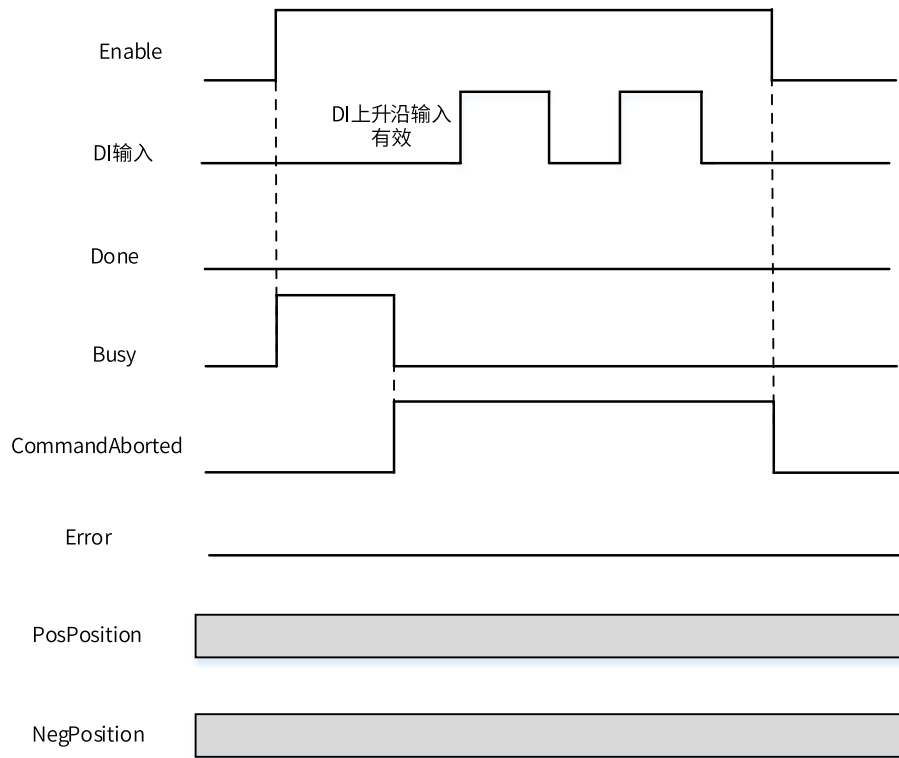 Enable
DI上升沿输入
有效
DI输入
Done
Busy
CommandAborted
Error
PosPosition
NegPosition